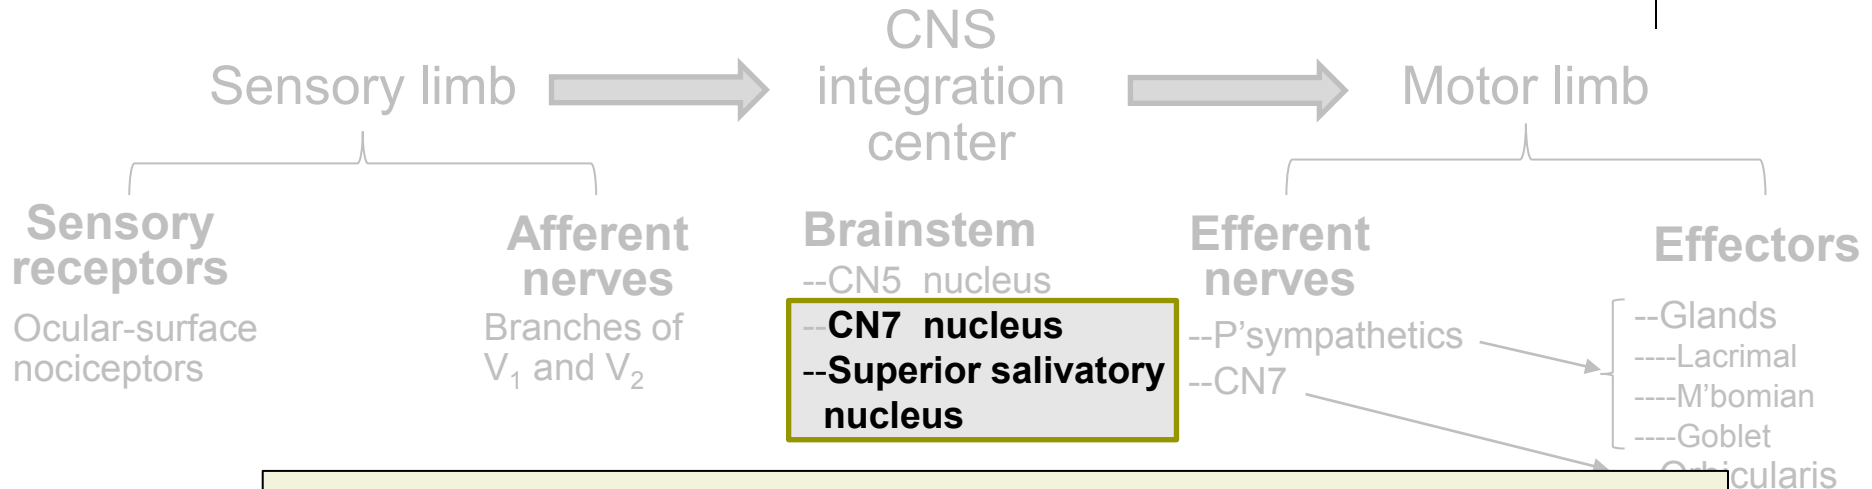 CNS
integration
center
Sensory limb
Motor limb
Sensory
receptors
Ocular-surface
nociceptors
Afferent
nerves
Branches of
V₁ and V₂
Brainstem
--CN5 nucleus
--CN7 nucleus
--Superior salivatory
nucleus
Efferent
nerves
--P'sympathetics
--CN7
Effectors
--Glands
----Lacrimal
----M'bomian
----Goblet